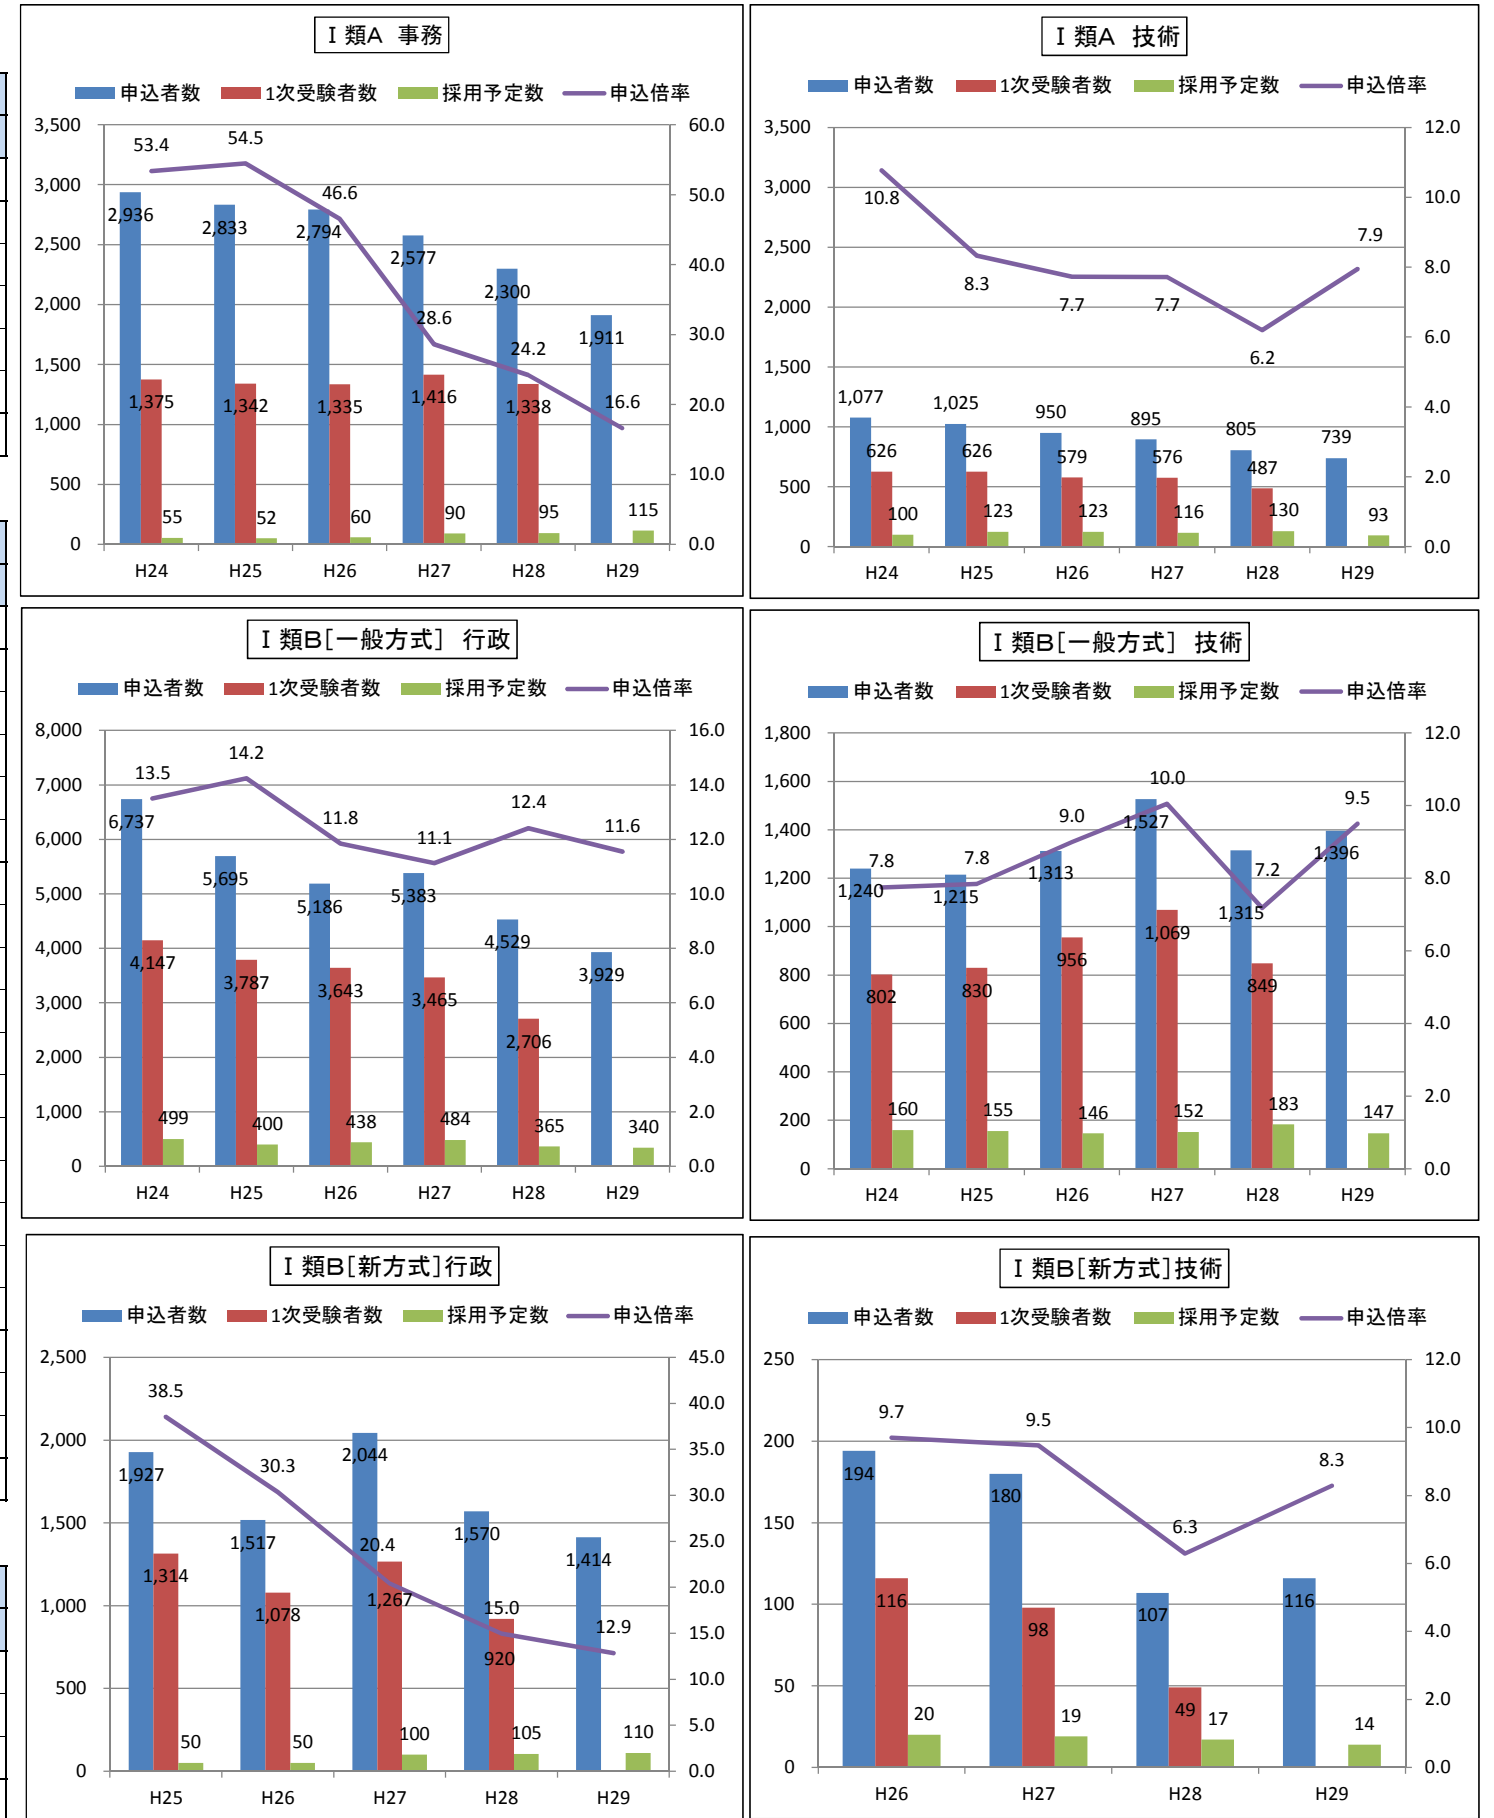 Ⅰ類A 事務
申込者数 1次受験者数 採用予定数 申込倍率
3,500 60.0
3,000 50.0
2,500 40.0
2,000 30.0
1,500 20.0
1,000 10.0
500
0 0.0
53.4 54.5 46.6 28.6 24.2 16.6
2,936 2,833 2,794 2,577 2,300 1,911
1,375 1,342 1,335 1,416 1,338
55 52 60 90 95 115
H24 H25 H26 H27 H28 H29
Ⅰ類A 技術
申込者数 1次受験者数 採用予定数 申込倍率
3,500 12.0
3,000 10.0
2,500 8.0
2,000 6.0
1,500 4.0
1,000 2.0
500
0 0.0
10.8 8.3 7.7 7.7 6.2 7.9
1,077 1,025 950 895 805 739
626 626 579 576 487
100 123 123 116 130 93
H24 H25 H26 H27 H28 H29
Ⅰ類B[一般方式] 行政
申込者数 1次受験者数 採用予定数 申込倍率
8,000 16.0
7,000 14.0
6,000 12.0
5,000 10.0
4,000 8.0
3,000 6.0
2,000 4.0
1,000 2.0
0 0.0
13.5 14.2 11.8 11.1 12.4 11.6
6,737 5,695 5,186 5,383 4,529 3,929
4,147 3,787 3,643 3,465 2,706
499 400 438 484 365 340
H24 H25 H26 H27 H28 H29
Ⅰ類B[一般方式] 技術
申込者数 1次受験者数 採用予定数 申込倍率
1,800 12.0
1,600 10.0
1,400 8.0
1,200 6.0
1,000 4.0
800 2.0
600
400
200
0 0.0
7.8 7.8 9.0 10.0 7.2 9.5
1,240 1,215 1,313 1,527 1,315 1,396
802 830 956 1,069 849
160 155 146 152 183 147
H24 H25 H26 H27 H28 H29
Ⅰ類B[新方式]行政
申込者数 1次受験者数 採用予定数 申込倍率
2,500 45.0
2,000 40.0
1,500 35.0
1,000 30.0
500 25.0
20.0
15.0
10.0
5.0
0 0.0
38.5 30.3 20.4 15.0 12.9
1,927 1,517 2,044 1,570 1,414
1,314 1,078 1,267 920
50 50 100 105 110
H25 H26 H27 H28 H29
Ⅰ類B[新方式]技術
申込者数 1次受験者数 採用予定数 申込倍率
250 12.0
200 10.0
150 8.0
100 6.0
50 4.0
2.0
0 0.0
9.7 9.5 6.3 8.3
194 180 107 116
116 98 49
20 19 17 14
H26 H27 H28 H29